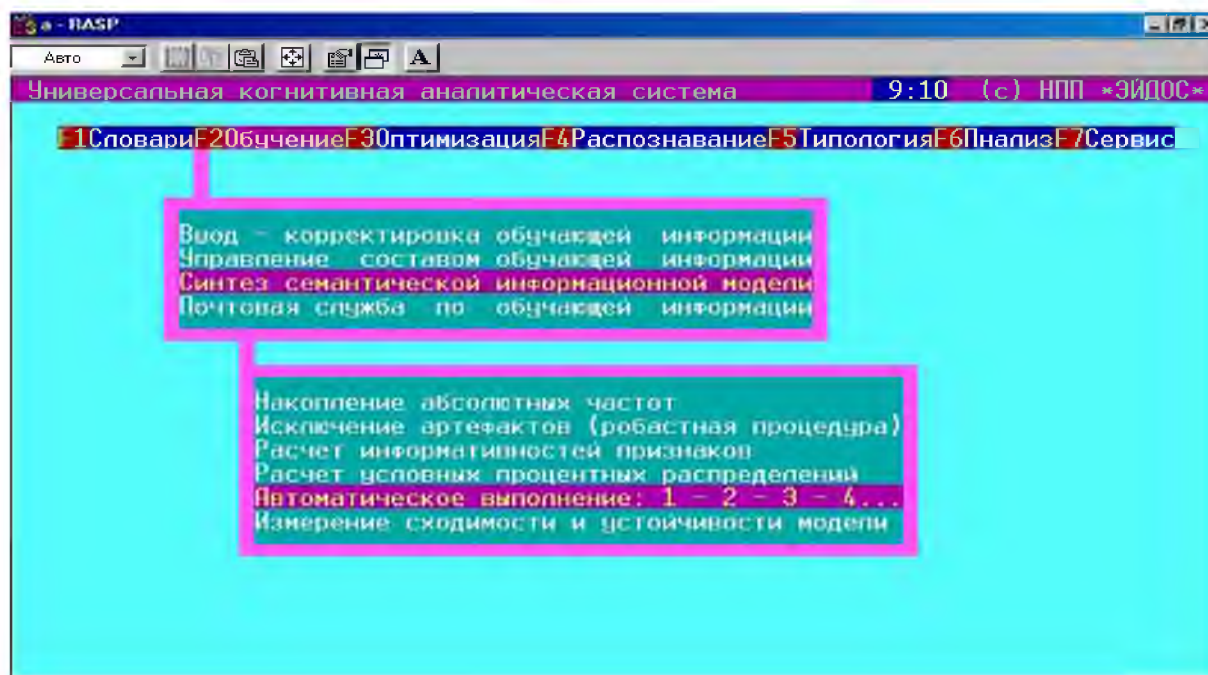 a - RASP
Авто A
Универсальная когнитивная аналитическая система 9:10 (c) НПП *ЭЙДОС*
F1СловариF2ОбучениеF3ОптимизацияF4РаспознаваниеF5ТипологияF6АнализF7Сервис
Ввод - корректировка обучающей информации
Управление составом обучающей информации
Синтез семантической информационной модели
Почтовая служба по обучающей информации
Накопление абсолютных частот
Исключение артефактов (робастная процедура)
Расчет информативностей признаков
Расчет условных процентных распределений
Автоматическое выполнение: 1 - 2 - 3 - 4...
Измерение сходимости и устойчивости модели